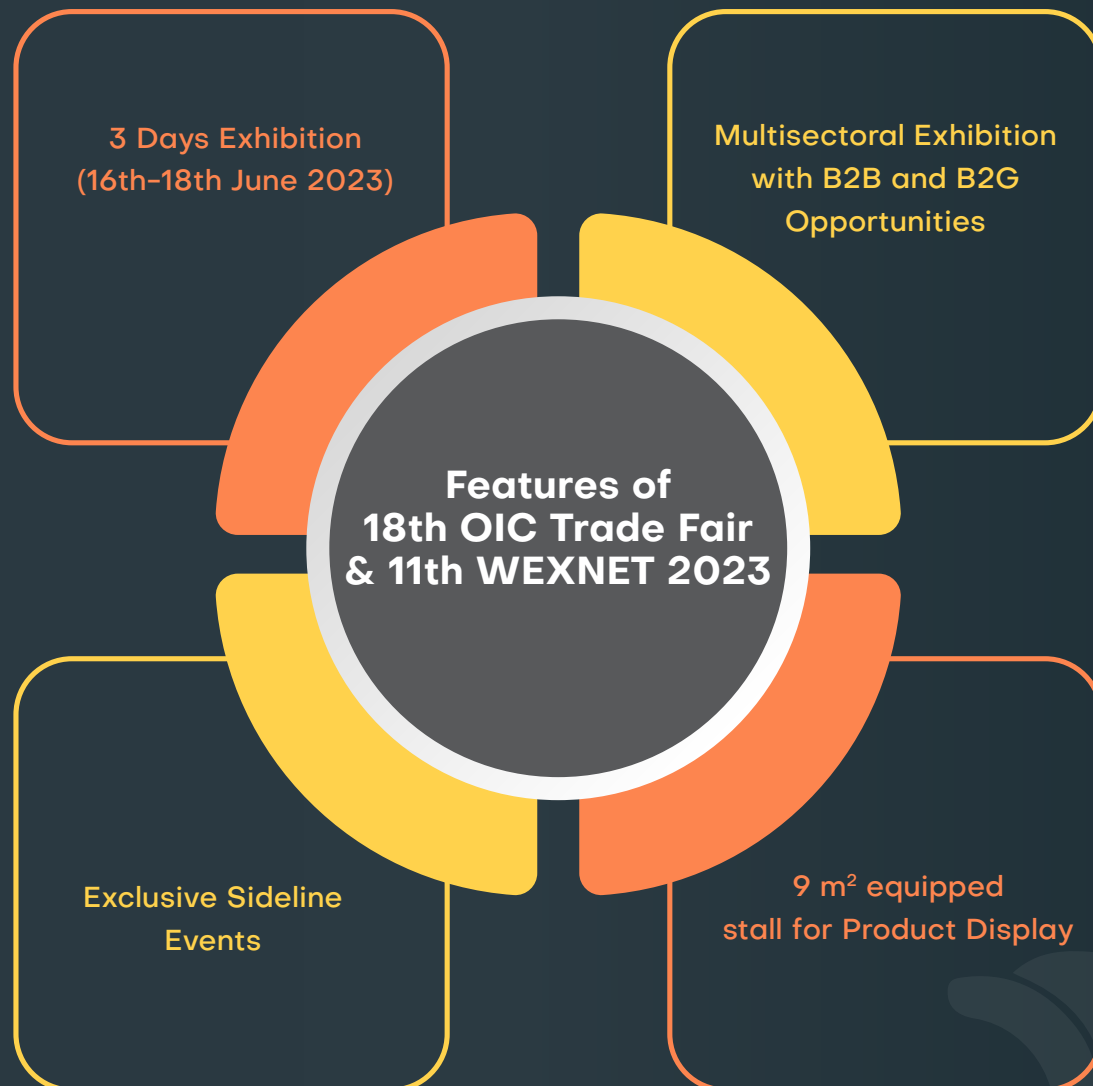 3 Days Exhibition
(16th-18th June 2023)
Multisectoral Exhibition
with B2B and B2G
Opportunities
Features of
18th OIC Trade Fair
& 11th WEXNET 2023
Exclusive Sideline
Events
9 m² equipped
stall for Product Display